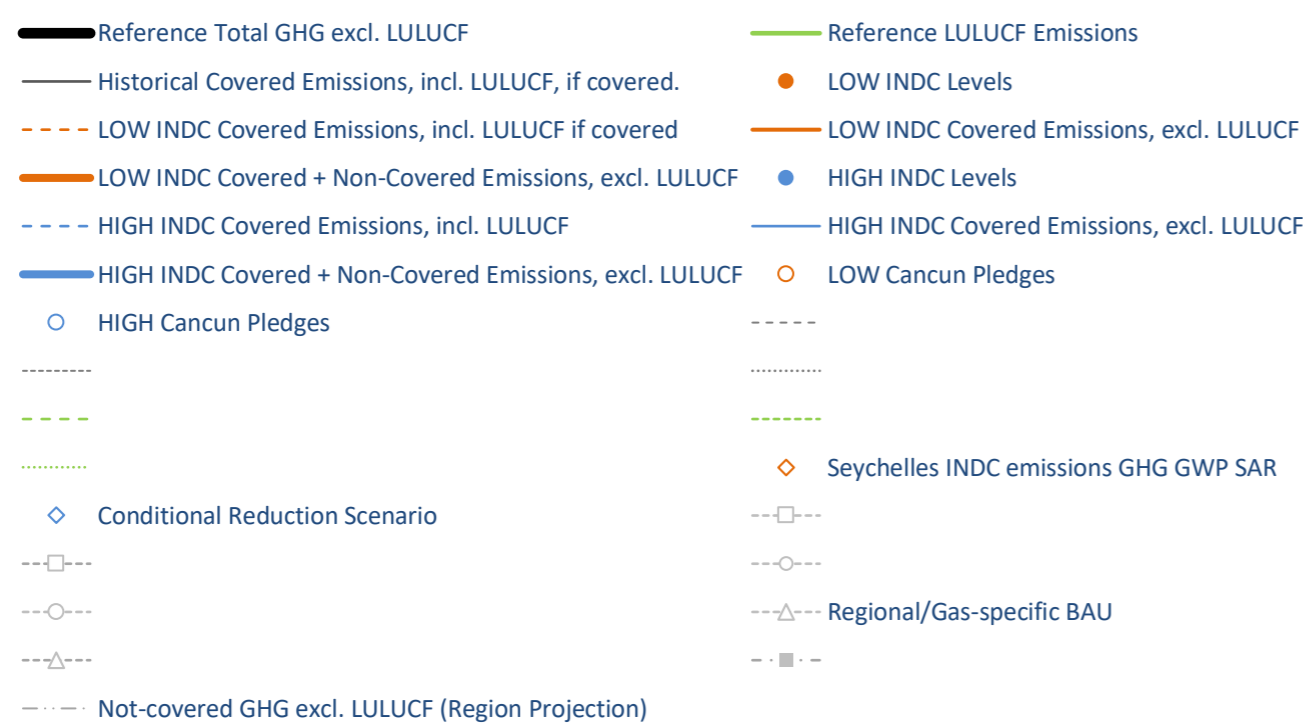 Reference Total GHG excl. LULUCF
Reference LULUCF Emissions
Historical Covered Emissions, incl. LULUCF, if covered.
LOW INDC Levels
LOW INDC Covered Emissions, incl. LULUCF if covered
LOW INDC Covered Emissions, excl. LULUCF
LOW INDC Covered + Non-Covered Emissions, excl. LULUCF
HIGH INDC Levels
HIGH INDC Covered Emissions, incl. LULUCF
HIGH INDC Covered Emissions, excl. LULUCF
HIGH INDC Covered + Non-Covered Emissions, excl. LULUCF
LOW Cancun Pledges
HIGH Cancun Pledges
Seychelles INDC emissions GHG GWP SAR
Conditional Reduction Scenario
Regional/Gas-specific BAU
Not-covered GHG excl. LULUCF (Region Projection)